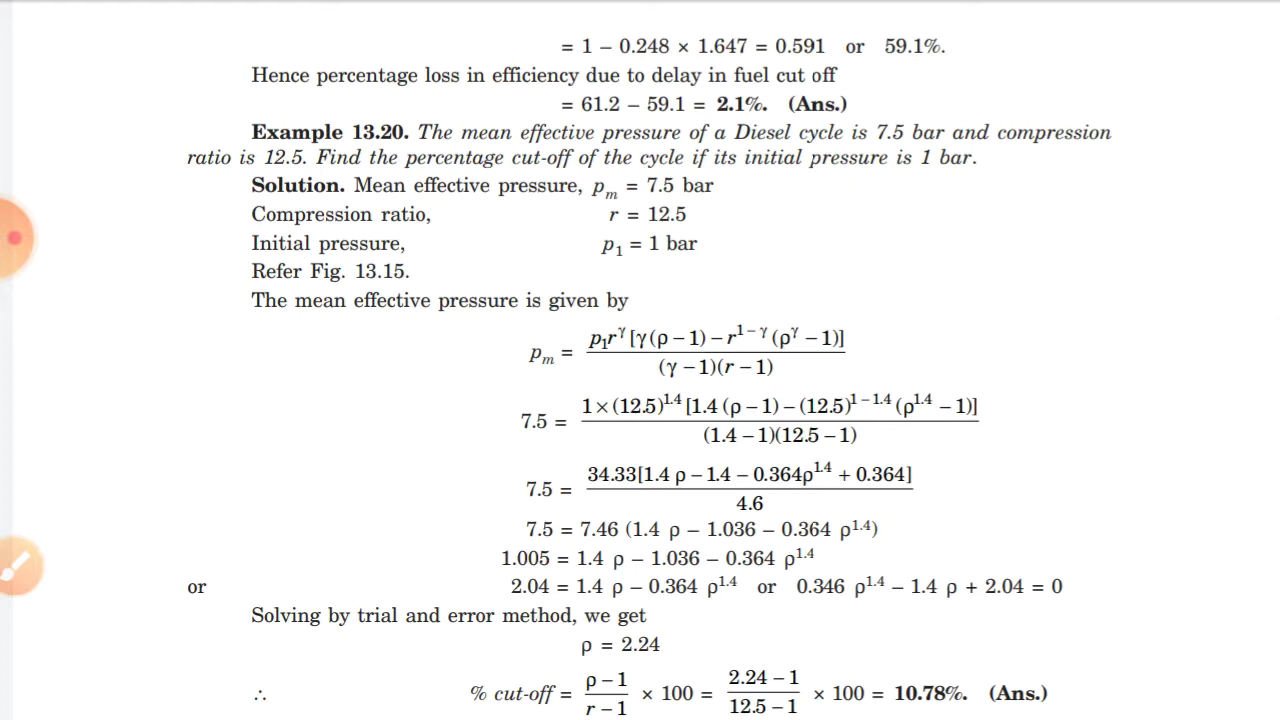 = 1 – 0.248 × 1.647 = 0.591 or 59.1%.
Hence percentage loss in efficiency due to delay in fuel cut off
= 61.2 – 59.1 = 2.1%. (Ans.)
Example 13.20. The mean effective pressure of a Diesel cycle is 7.5 bar and compression
ratio is 12.5. Find the percentage cut-off of the cycle if its initial pressure is 1 bar.
Solution. Mean effective pressure, pₘ = 7.5 bar
Compression ratio, r = 12.5
Initial pressure, p₁ = 1 bar
Refer Fig. 13.15.
The mean effective pressure is given by
pₘ = p₁r^γ [γ(ρ – 1) – r^(1 – γ) (ρ^γ – 1)] / (γ – 1)(r – 1)
7.5 = 1 × (12.5)^1.4 [1.4 (ρ – 1) – (12.5)^(1 – 1.4) (ρ^1.4 – 1)] / (1.4 – 1)(12.5 – 1)
7.5 = 34.33[1.4 ρ – 1.4 – 0.364ρ^1.4 + 0.364] / 4.6
7.5 = 7.46 (1.4 ρ – 1.036 – 0.364 ρ^1.4)
1.005 = 1.4 ρ – 1.036 – 0.364 ρ^1.4
or 2.04 = 1.4 ρ – 0.364 ρ^1.4 or 0.346 ρ^1.4 – 1.4 ρ + 2.04 = 0
Solving by trial and error method, we get
ρ = 2.24
∴ % cut-off = (ρ – 1) / (r – 1) × 100 = (2.24 – 1) / (12.5 – 1) × 100 = 10.78%. (Ans.)